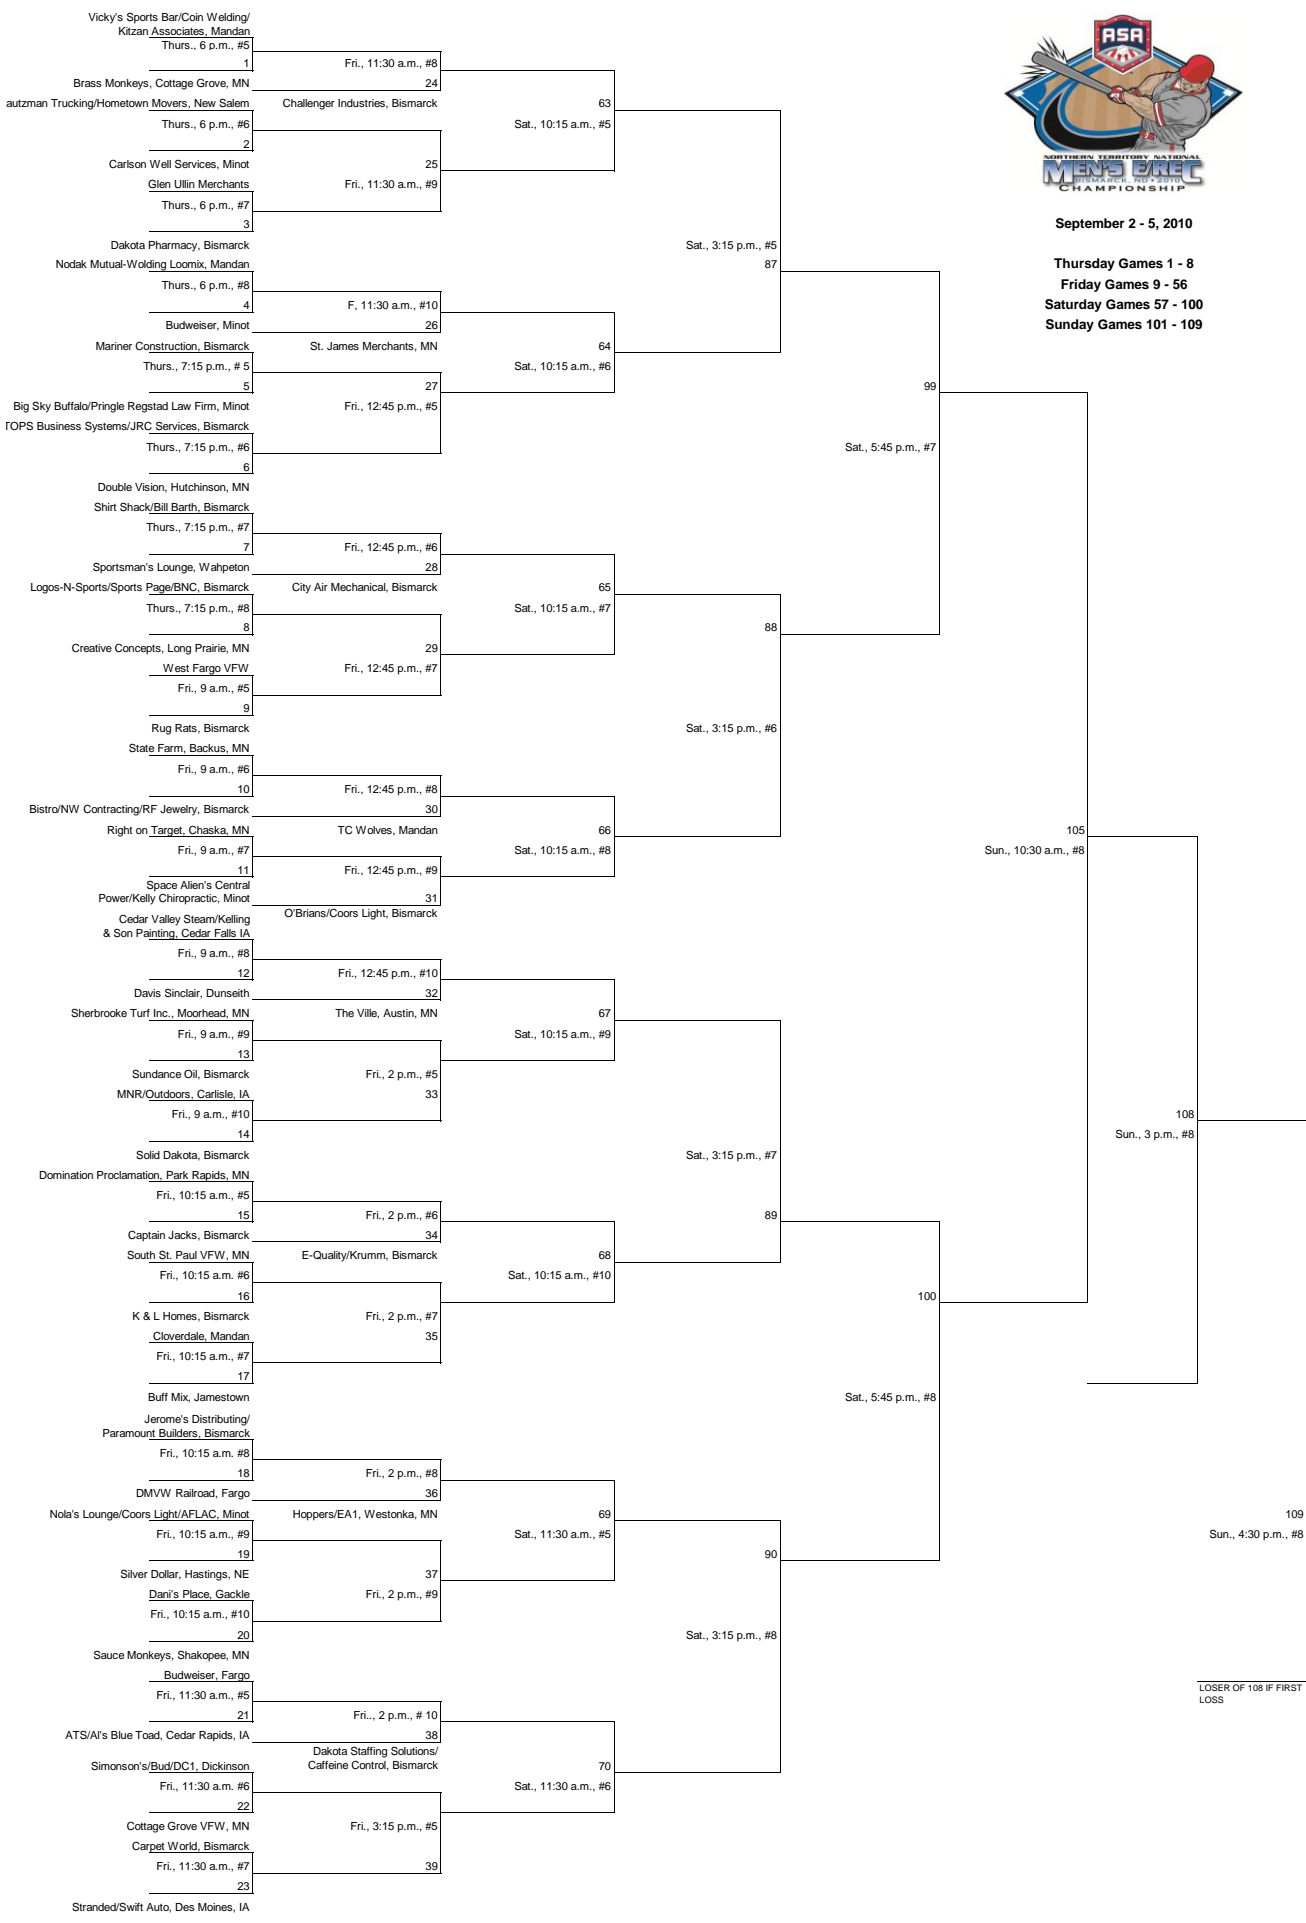 Vicky's Sports Bar/Coin Welding/
Kitzan Associates, Mandan
Thurs., 6 p.m., #5
1
Fri., 11:30 a.m., #8
Brass Monkeys, Cottage Grove, MN
24
autzman Trucking/Hometown Movers, New Salem
Challenger Industries, Bismarck
63
Thurs., 6 p.m., #6
Sat., 10:15 a.m., #5
2
Carlson Well Services, Minot
25
Glen Ullin Merchants
Fri., 11:30 a.m., #9
Thurs., 6 p.m., #7
3
Dakota Pharmacy, Bismarck
Sat., 3:15 p.m., #5
Nodak Mutual-Wolding Loomix, Mandan
87
Thurs., 6 p.m., #8
4
F, 11:30 a.m., #10
Budweiser, Minot
26
Mariner Construction, Bismarck
St. James Merchants, MN
64
Thurs., 7:15 p.m., # 5
Sat., 10:15 a.m., #6
5
27
99
Big Sky Buffalo/Pringle Regstad Law Firm, Minot
Fri., 12:45 p.m., #5
TOPS Business Systems/JRC Services, Bismarck
Thurs., 7:15 p.m., #6
Sat., 5:45 p.m., #7
6
Double Vision, Hutchinson, MN
Shirt Shack/Bill Barth, Bismarck
Thurs., 7:15 p.m., #7
7
Fri., 12:45 p.m., #6
Sportsman's Lounge, Wahpeton
28
Logos-N-Sports/Sports Page/BNC, Bismarck
City Air Mechanical, Bismarck
65
Thurs., 7:15 p.m., #8
Sat., 10:15 a.m., #7
8
88
Creative Concepts, Long Prairie, MN
29
West Fargo VFW
Fri., 12:45 p.m., #7
Fri., 9 a.m., #5
9
Rug Rats, Bismarck
Sat., 3:15 p.m., #6
State Farm, Backus, MN
Fri., 9 a.m., #6
10
Fri., 12:45 p.m., #8
Bistro/NW Contracting/RF Jewelry, Bismarck
30
Right on Target, Chaska, MN
TC Wolves, Mandan
66
105
Fri., 9 a.m., #7
Sat., 10:15 a.m., #8
Sun., 10:30 a.m., #8
11
Fri., 12:45 p.m., #9
Space Alien's Central
Power/Kelly Chiropractic, Minot
31
O'Brians/Coors Light, Bismarck
Cedar Valley Steam/Kelling
& Son Painting, Cedar Falls IA
Fri., 9 a.m., #8
12
Fri., 12:45 p.m., #10
Davis Sinclair, Dunseith
32
Sherbrooke Turf Inc., Moorhead, MN
The Ville, Austin, MN
67
Fri., 9 a.m., #9
Sat., 10:15 a.m., #9
13
Sundance Oil, Bismarck
Fri., 2 p.m., #5
MNR/Outdoors, Carlisle, IA
33
Fri., 9 a.m., #10
108
14
Sun., 3 p.m., #8
Solid Dakota, Bismarck
Sat., 3:15 p.m., #7
Domination Proclamation, Park Rapids, MN
Fri., 10:15 a.m., #5
15
Fri., 2 p.m., #6
89
Captain Jacks, Bismarck
34
South St. Paul VFW, MN
E-Quality/Krumm, Bismarck
68
Fri., 10:15 a.m. #6
Sat., 10:15 a.m., #10
16
100
K & L Homes, Bismarck
Fri., 2 p.m., #7
Cloverdale, Mandan
35
Fri., 10:15 a.m., #7
17
Buff Mix, Jamestown
Sat., 5:45 p.m., #8
Jerome's Distributing/
Paramount Builders, Bismarck
Fri., 10:15 a.m. #8
18
Fri., 2 p.m., #8
DMVW Railroad, Fargo
36
Nola's Lounge/Coors Light/AFLAC, Minot
Hoppers/EA1, Westonka, MN
69
109
Fri., 10:15 a.m., #9
Sat., 11:30 a.m., #5
Sun., 4:30 p.m., #8
19
90
Silver Dollar, Hastings, NE
37
Dani's Place, Gackle
Fri., 2 p.m., #9
Fri., 10:15 a.m., #10
20
Sat., 3:15 p.m., #8
Sauce Monkeys, Shakopee, MN
Budweiser, Fargo
Fri., 11:30 a.m., #5
LOSER OF 108 IF FIRST
LOSS
21
Fri.., 2 p.m., # 10
ATS/Al's Blue Toad, Cedar Rapids, IA
38
Dakota Staffing Solutions/
Caffeine Control, Bismarck
Simonson's/Bud/DC1, Dickinson
70
Fri., 11:30 a.m. #6
Sat., 11:30 a.m., #6
22
Cottage Grove VFW, MN
Fri., 3:15 p.m., #5
Carpet World, Bismarck
Fri., 11:30 a.m., #7
39
23
Stranded/Swift Auto, Des Moines, IA
ASA
NORTHERN TERRITORY NATIONAL
MEN'S E/REC
BISMARCK, ND • 2010
CHAMPIONSHIP
September 2 - 5, 2010
Thursday Games 1 - 8
Friday Games 9 - 56
Saturday Games 57 - 100
Sunday Games 101 - 109